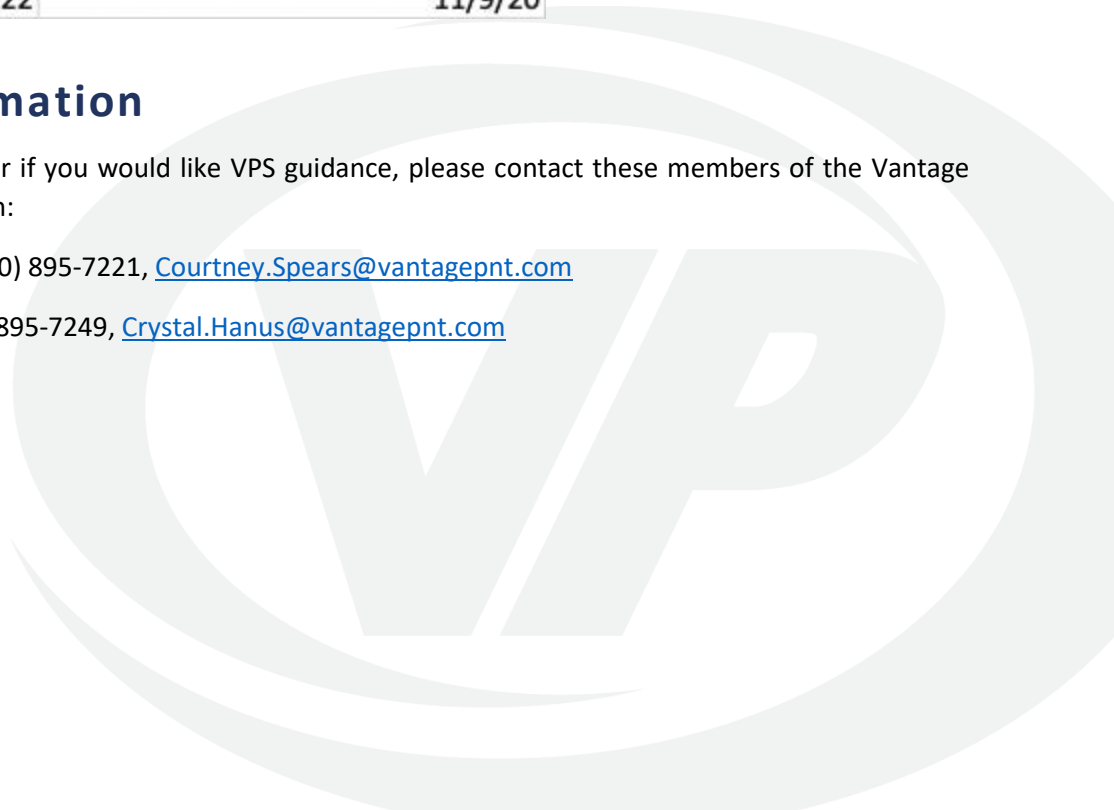 22 11/9/20
mation
r if you would like VPS guidance, please contact these members of the Vantage
n:
0) 895-7221, Courtney.Spears@vantagepnt.com
895-7249, Crystal.Hanus@vantagepnt.com
VP